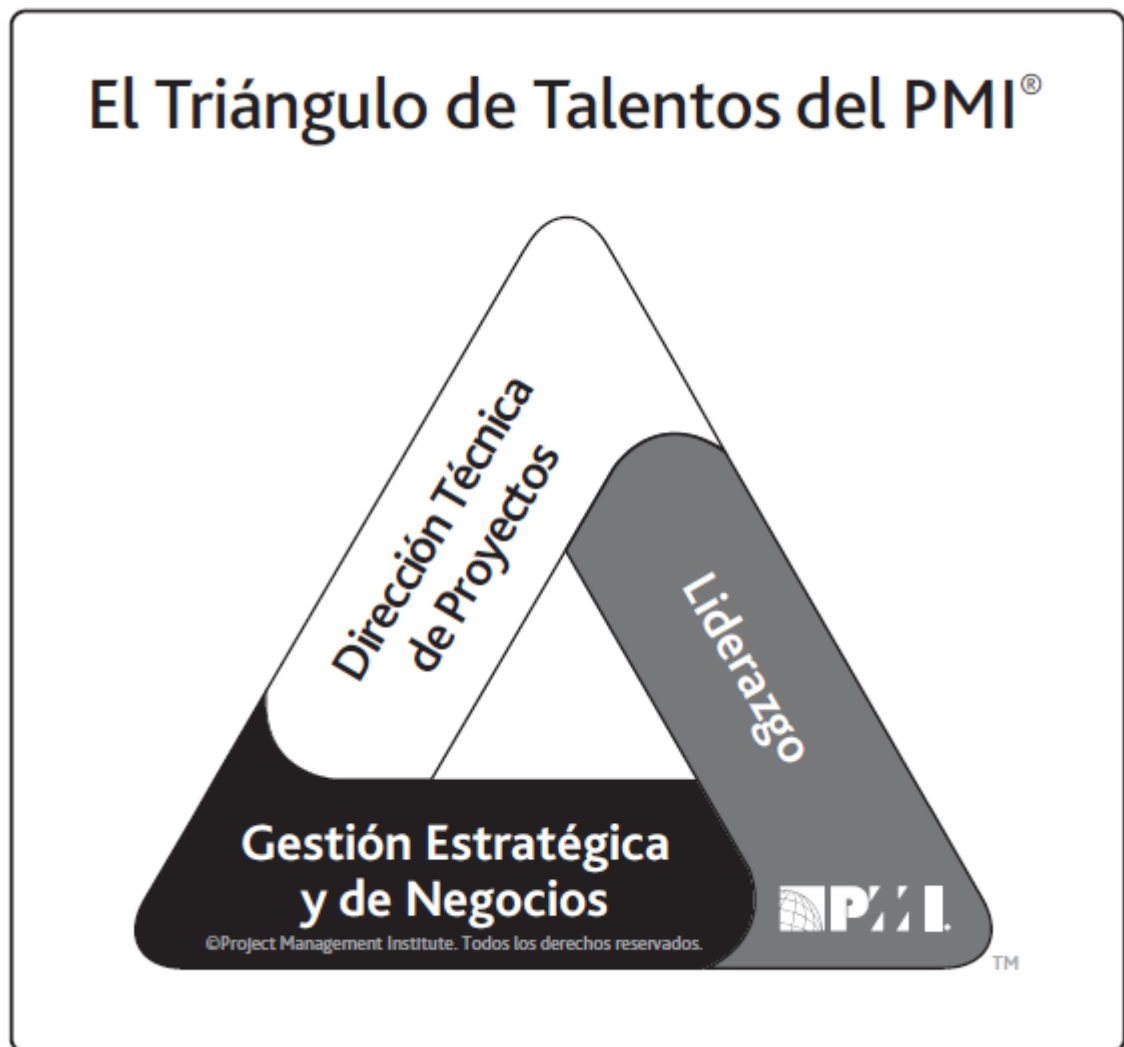 El Triángulo de Talentos del PMI®
Dirección Técnica
de Proyectos
Liderazgo
Gestión Estratégica
y de Negocios
©Project Management Institute. Todos los derechos reservados.
PMI.
TM